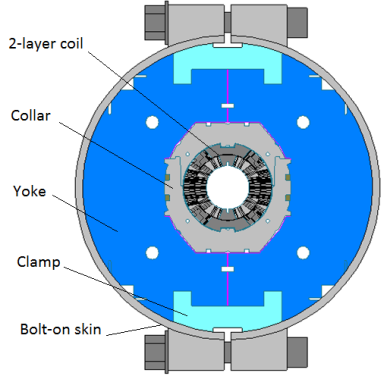 2-layer coil
Collar
Yoke
Clamp
Bolt-on skin